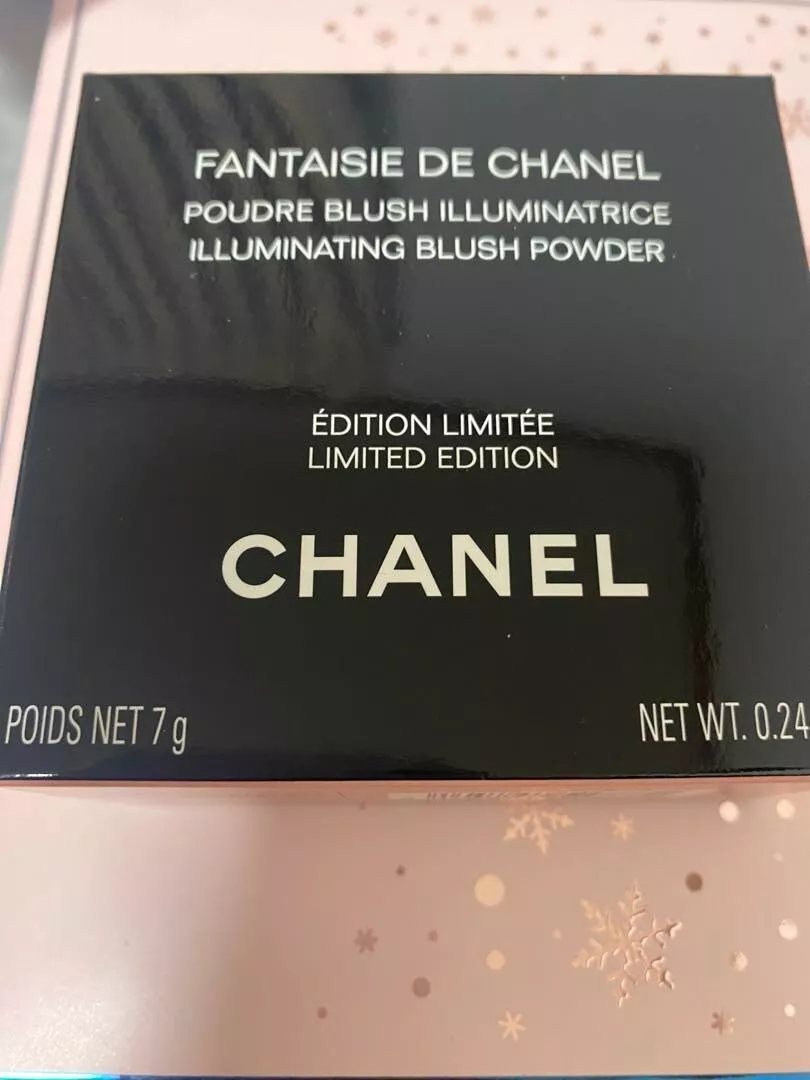 FANTAISIE DE CHANEL
POUDRE BLUSH ILLUMINATRICE
ILLUMINATING BLUSH POWDER
ÉDITION LIMITÉE
LIMITED EDITION
CHANEL
POIDS NET 7 g
NET WT. 0.24